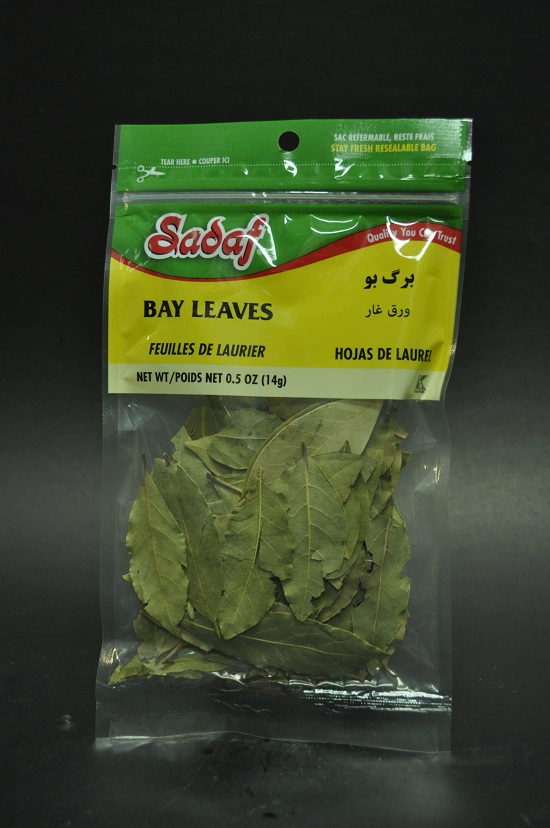 SAC REFERMABLE, RESTE FRAIS
STAY FRESH RESEALABLE BAG
TEAR HERE ● COUPER ICI
Sadaf
Quality You Can Trust
برگ بو
BAY LEAVES
ورق غار
FEUILLES DE LAURIER
HOJAS DE LAUREL
NET WT/POIDS NET 0.5 OZ (14g)
K